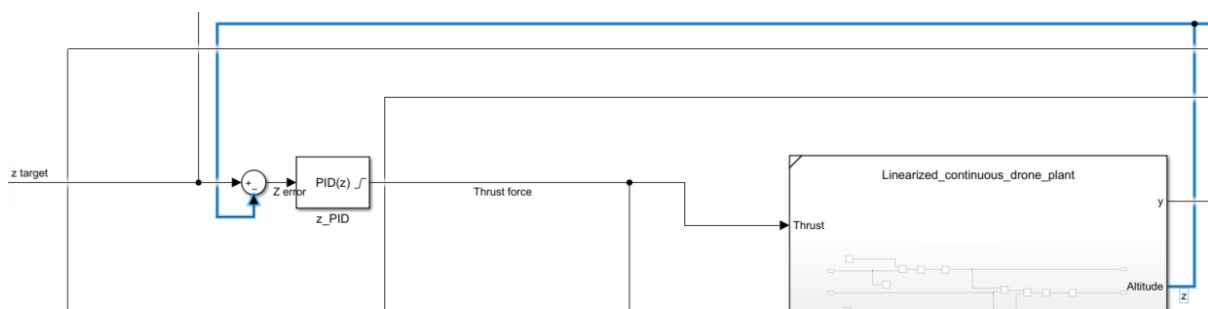 z target
+
−
Z error
PID(z)
z_PID
Thrust force
Linearized_continuous_drone_plant
y
Thrust
Altitude
z